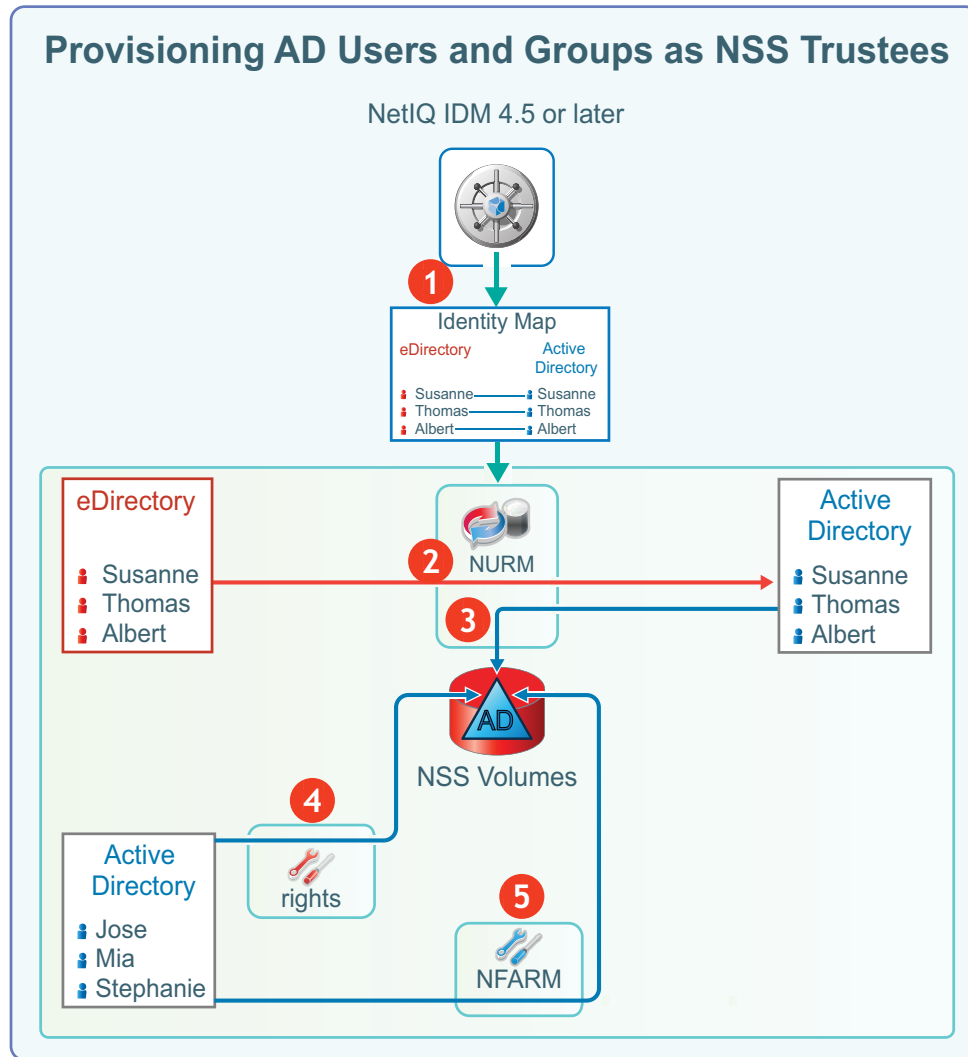 Provisioning AD Users and Groups as NSS Trustees
NetIQ IDM 4.5 or later
1
Identity Map
eDirectory
Active
Directory
Susanne Susanne
Thomas Thomas
Albert Albert
eDirectory
Susanne
Thomas
Albert
NURM
2
3
Active
Directory
Susanne
Thomas
Albert
AD
NSS Volumes
4
rights
Active
Directory
Jose
Mia
Stephanie
5
NFARM